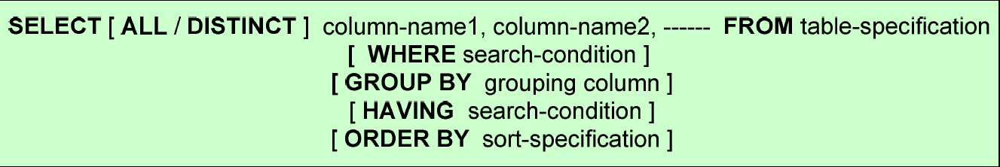 SELECT [ ALL / DISTINCT ] column-name1, column-name2, ------ FROM table-specification
[ WHERE search-condition ]
[ GROUP BY grouping column ]
[ HAVING search-condition ]
[ ORDER BY sort-specification ]